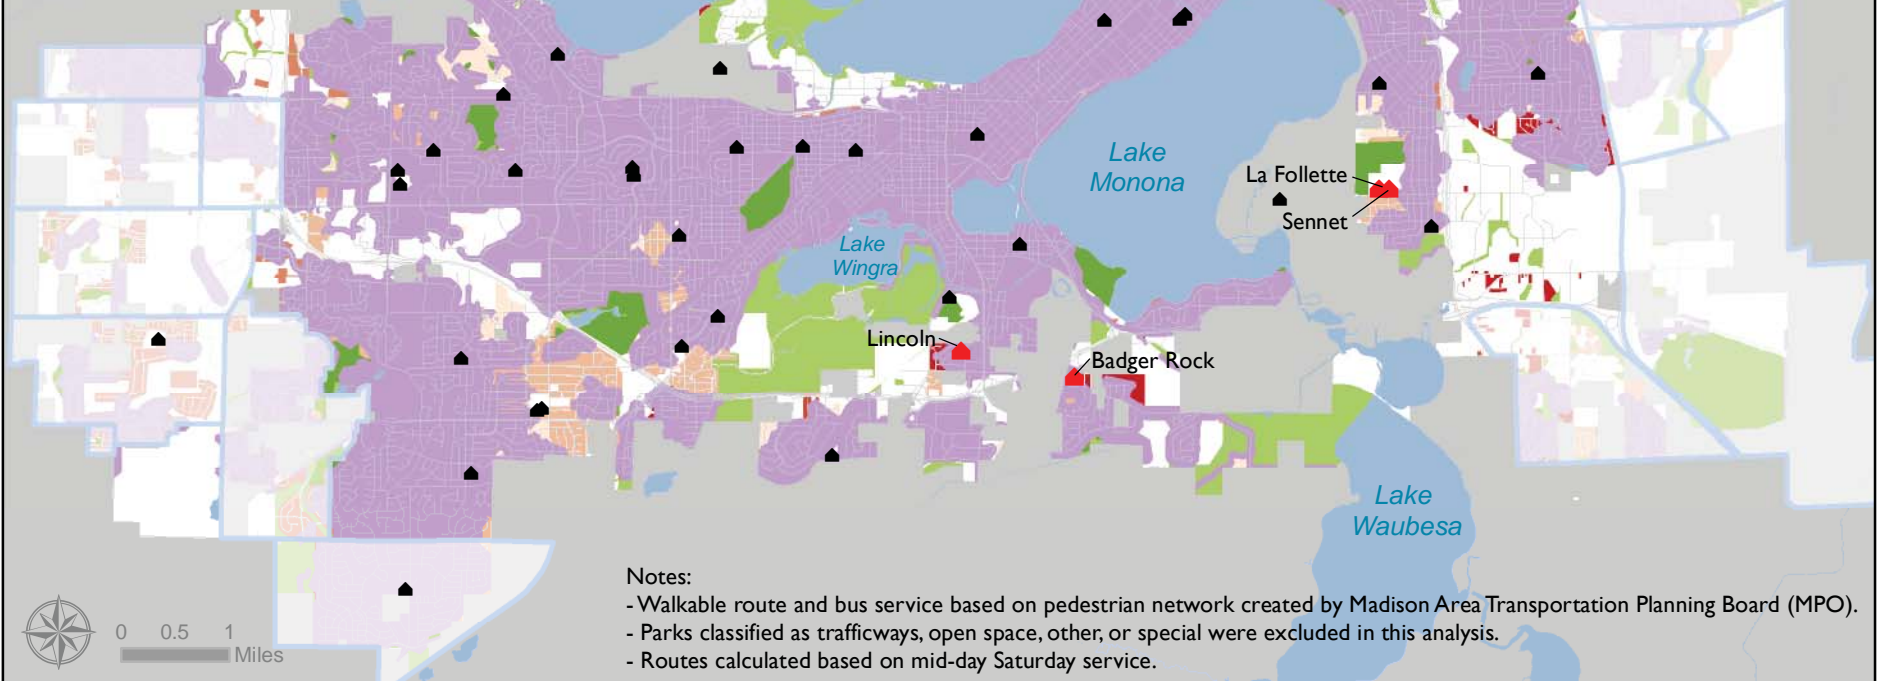 Lake
Monona
La Follette
Sennet
Lake
Wingra
Lincoln
Badger Rock
Lake
Waubesa
Notes:
- Walkable route and bus service based on pedestrian network created by Madison Area Transportation Planning Board (MPO).
- Parks classified as trafficways, open space, other, or special were excluded in this analysis.
- Routes calculated based on mid-day Saturday service.
0 0.5 1
Miles